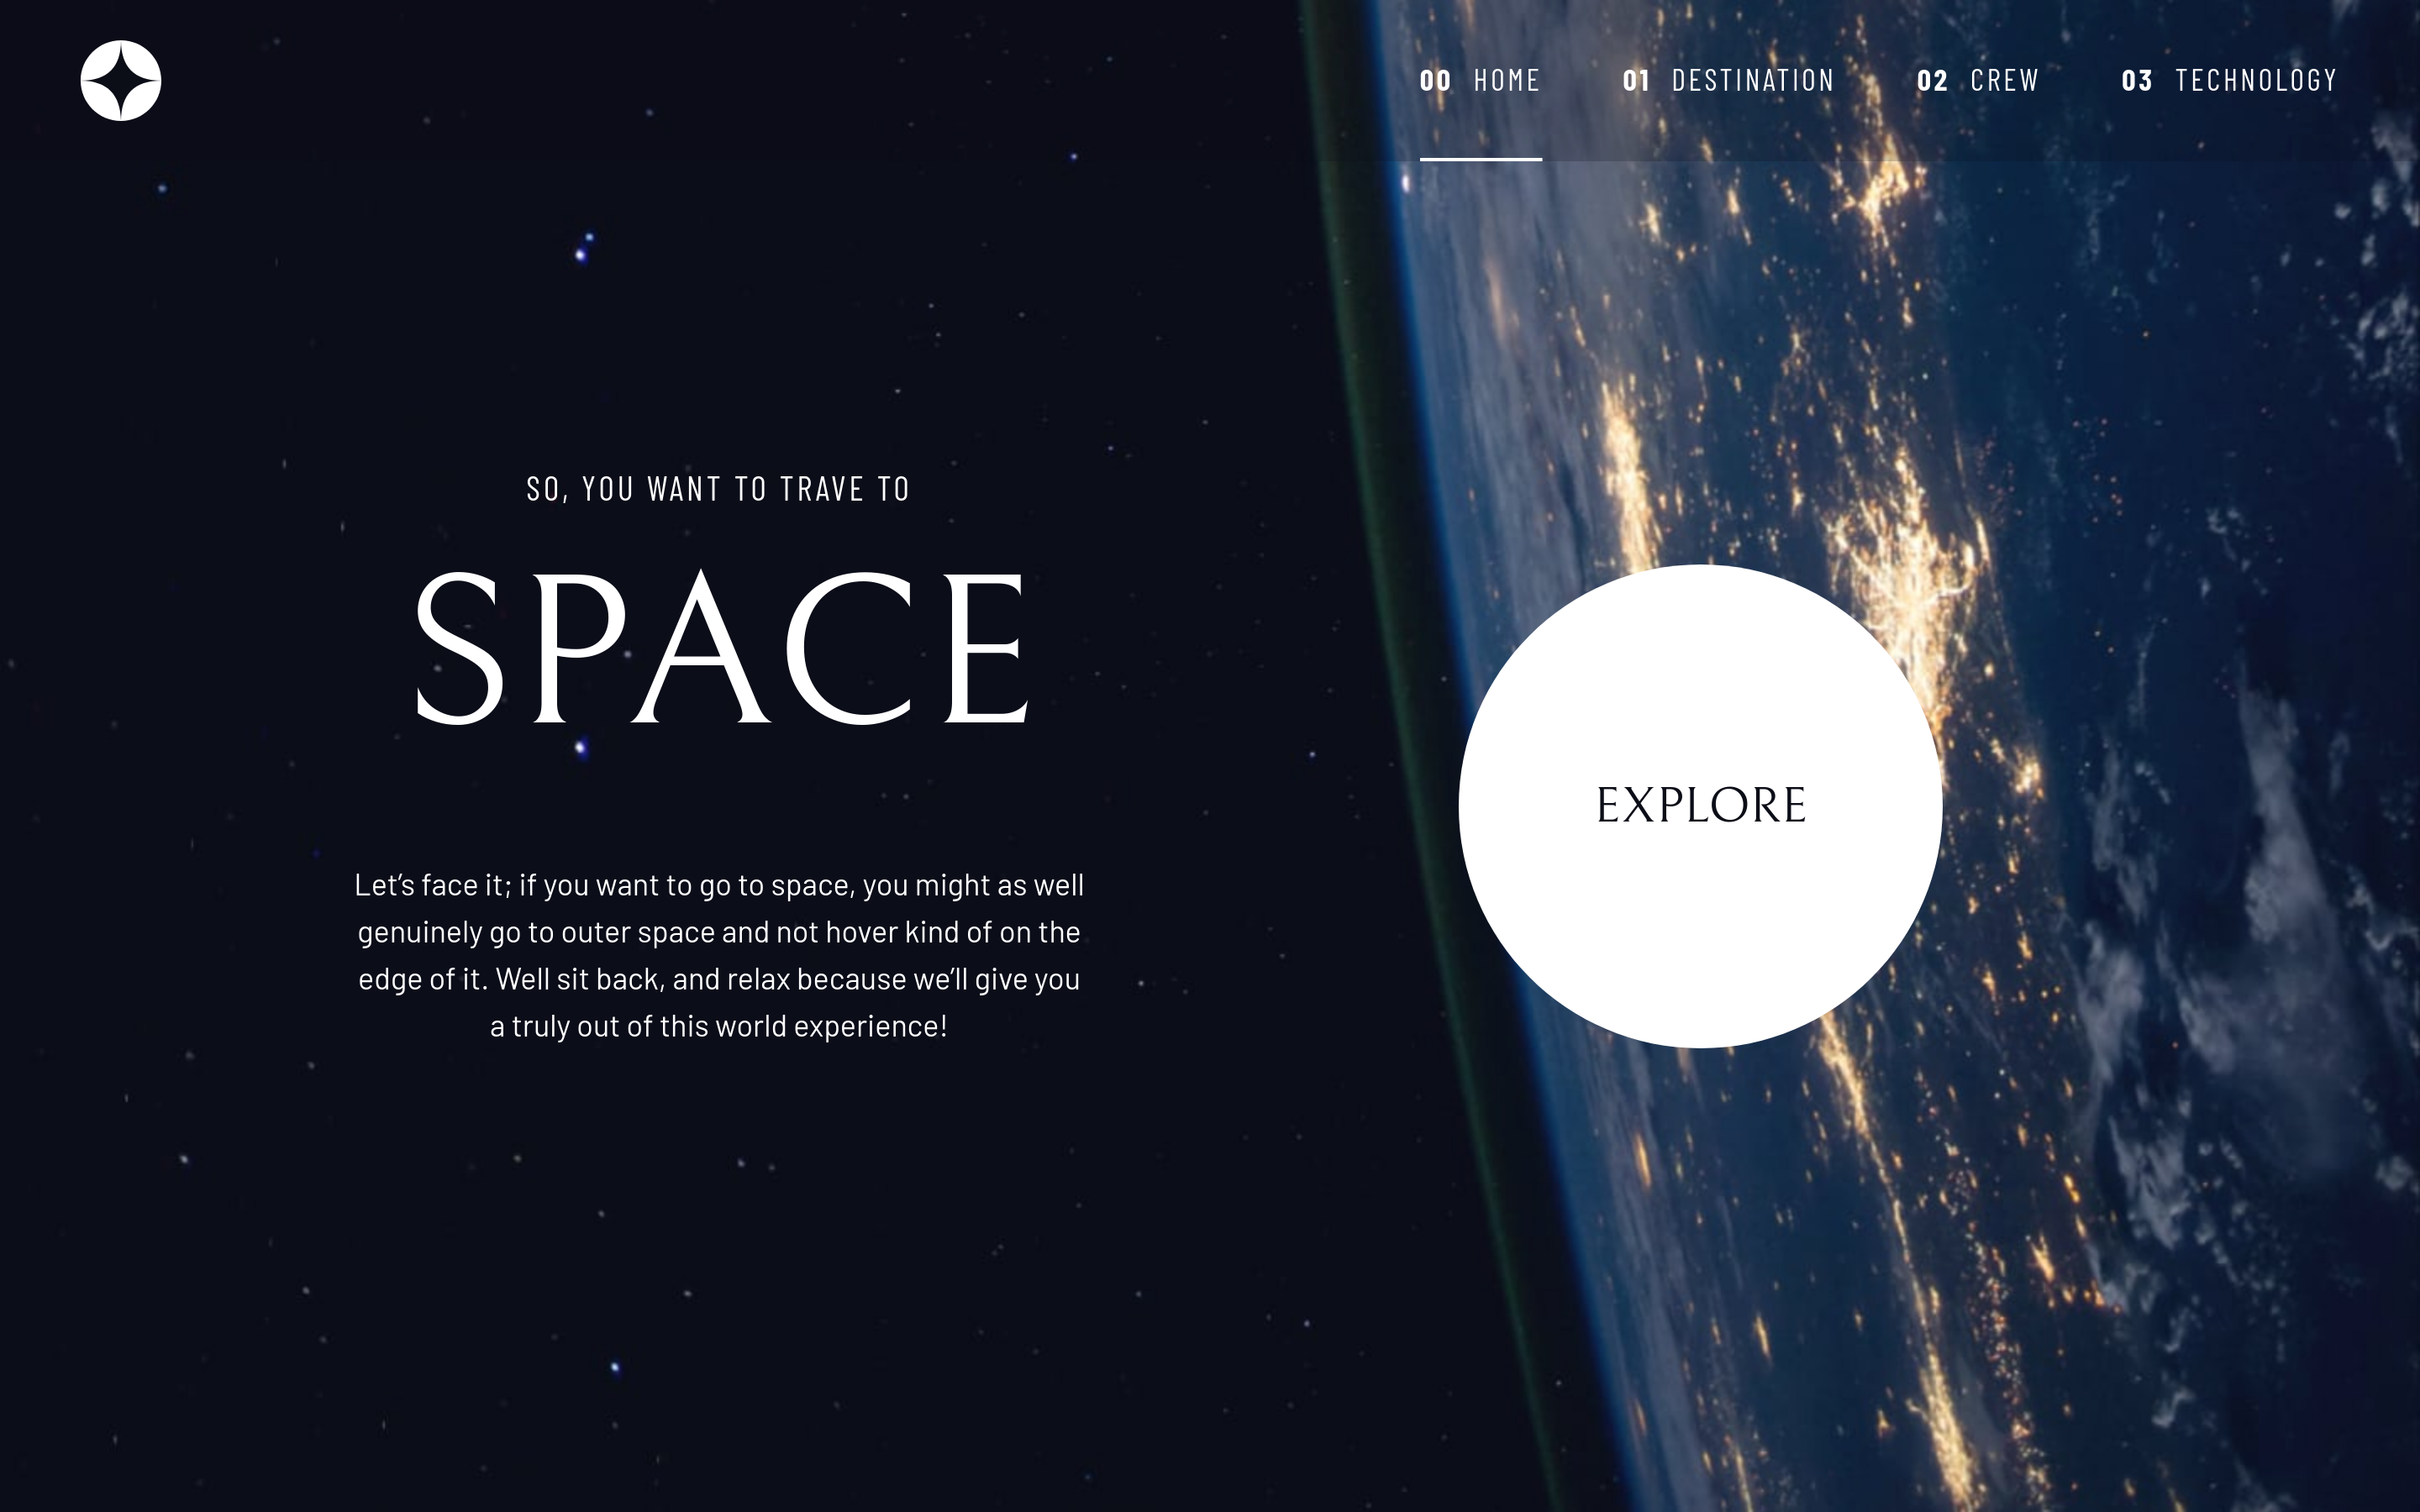 00 HOME 01 DESTINATION 02 CREW 03 TECHNOLOGY
SO, YOU WANT TO TRAVE TO
SPACE
Let’s face it; if you want to go to space, you might as well
genuinely go to outer space and not hover kind of on the
edge of it. Well sit back, and relax because we’ll give you
a truly out of this world experience!
EXPLORE